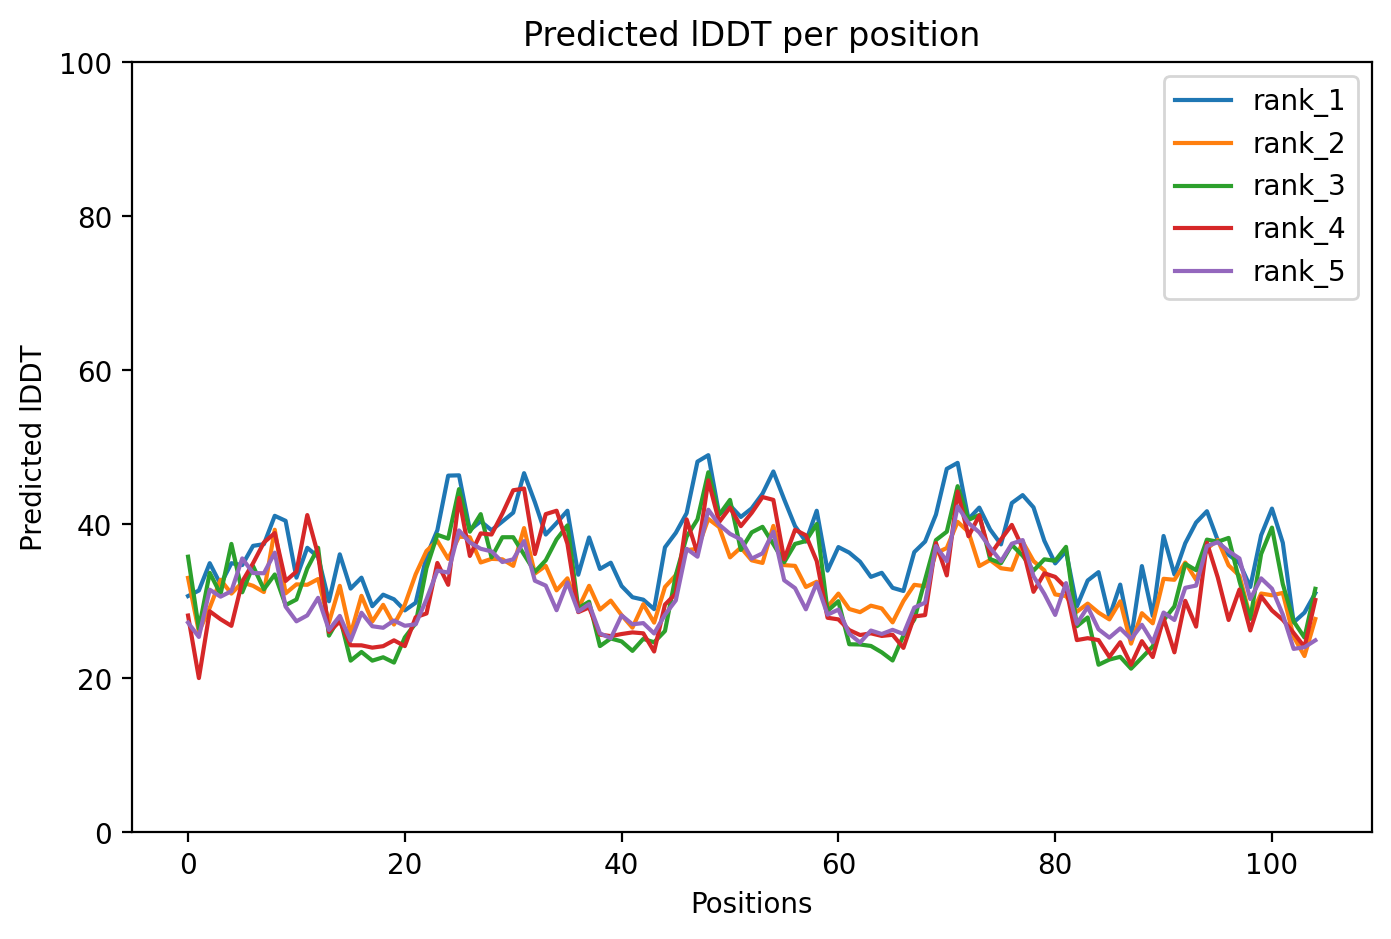 Predicted lDDT per position
100
80
60
40
20
0
Predicted lDDT
rank_1
rank_2
rank_3
rank_4
rank_5
0 20 40 60 80 100
Positions